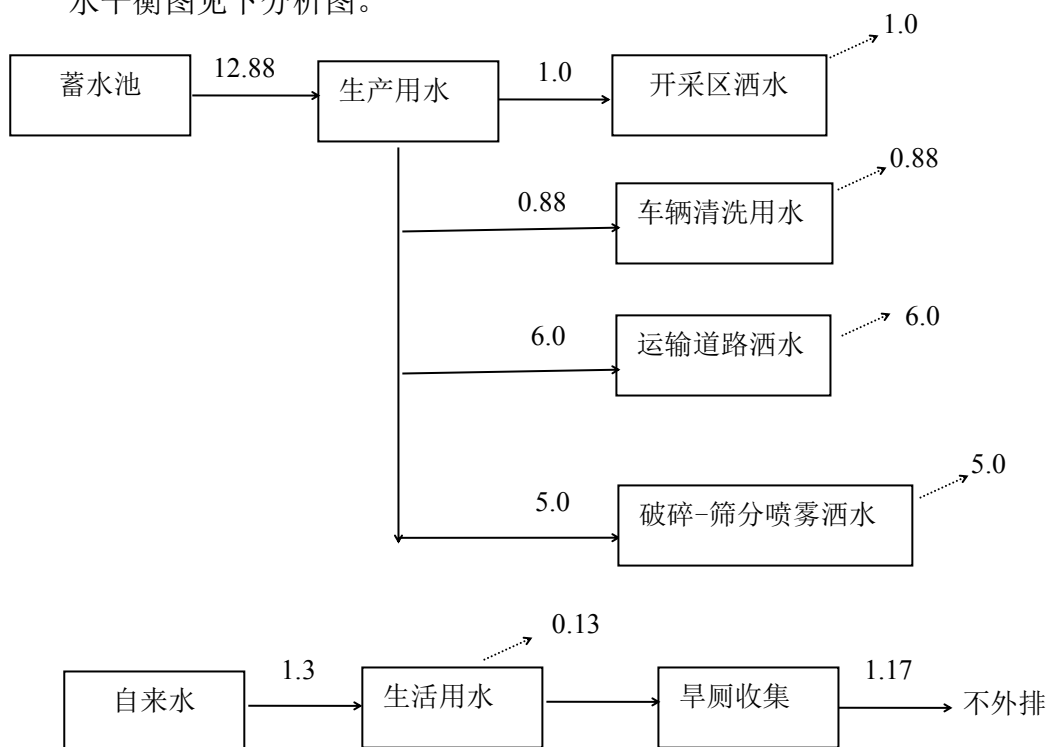 水平衡图见下分析图。
1.0
蓄水池
12.88
生产用水
1.0
开采区洒水
0.88
0.88
车辆清洗用水
6.0
6.0
运输道路洒水
5.0
5.0
破碎-筛分喷雾洒水
0.13
自来水
1.3
生活用水
旱厕收集
1.17
不外排